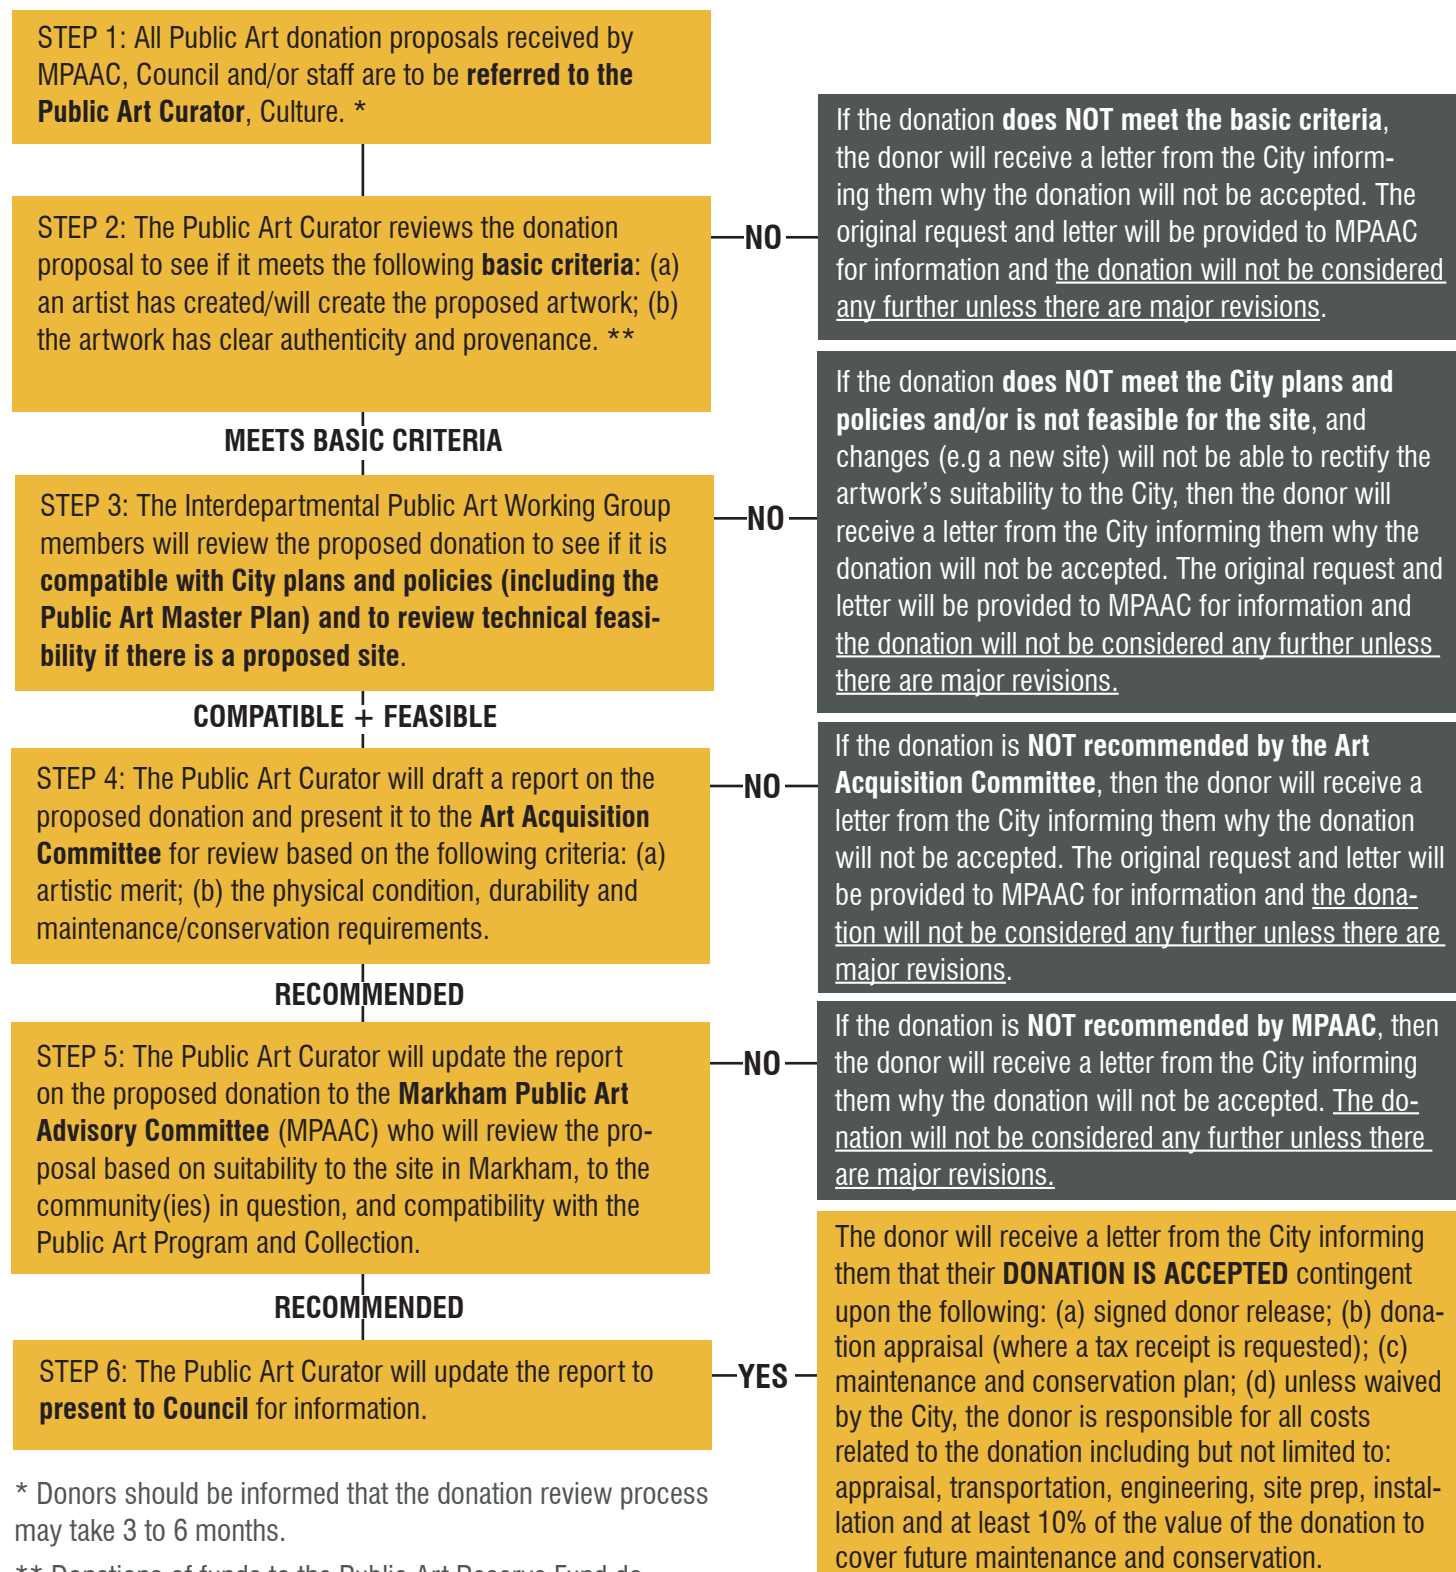 STEP 1: All Public Art donation proposals received by
MPAAC, Council and/or staff are to be referred to the
Public Art Curator, Culture. *
STEP 2: The Public Art Curator reviews the donation
proposal to see if it meets the following basic criteria: (a)
an artist has created/will create the proposed artwork; (b)
the artwork has clear authenticity and provenance. **
NO
If the donation does NOT meet the basic criteria,
the donor will receive a letter from the City inform-
ing them why the donation will not be accepted. The
original request and letter will be provided to MPAAC
for information and the donation will not be considered
any further unless there are major revisions.
MEETS BASIC CRITERIA
STEP 3: The Interdepartmental Public Art Working Group
members will review the proposed donation to see if it is
compatible with City plans and policies (including the
Public Art Master Plan) and to review technical feasi-
bility if there is a proposed site.
NO
If the donation does NOT meet the City plans and
policies and/or is not feasible for the site, and
changes (e.g a new site) will not be able to rectify the
artwork's suitability to the City, then the donor will
receive a letter from the City informing them why the
donation will not be accepted. The original request and
letter will be provided to MPAAC for information and
the donation will not be considered any further unless
there are major revisions.
COMPATIBLE + FEASIBLE
STEP 4: The Public Art Curator will draft a report on the
proposed donation and present it to the Art Acquisition
Committee for review based on the following criteria: (a)
artistic merit; (b) the physical condition, durability and
maintenance/conservation requirements.
NO
If the donation is NOT recommended by the Art
Acquisition Committee, then the donor will receive a
letter from the City informing them why the donation
will not be accepted. The original request and letter will
be provided to MPAAC for information and the dona-
tion will not be considered any further unless there are
major revisions.
RECOMMENDED
STEP 5: The Public Art Curator will update the report
on the proposed donation to the Markham Public Art
Advisory Committee (MPAAC) who will review the pro-
posal based on suitability to the site in Markham, to the
community(ies) in question, and compatibility with the
Public Art Program and Collection.
NO
If the donation is NOT recommended by MPAAC, then
the donor will receive a letter from the City informing
them why the donation will not be accepted. The do-
nation will not be considered any further unless there
are major revisions.
RECOMMENDED
STEP 6: The Public Art Curator will update the report to
present to Council for information.
YES
The donor will receive a letter from the City informing
them that their DONATION IS ACCEPTED contingent
upon the following: (a) signed donor release; (b) dona-
tion appraisal (where a tax receipt is requested); (c)
maintenance and conservation plan; (d) unless waived
by the City, the donor is responsible for all costs
related to the donation including but not limited to:
appraisal, transportation, engineering, site prep, instal-
lation and at least 10% of the value of the donation to
cover future maintenance and conservation.
* Donors should be informed that the donation review process
may take 3 to 6 months.
** Donations of funds to the Public Art Reserve Fund do